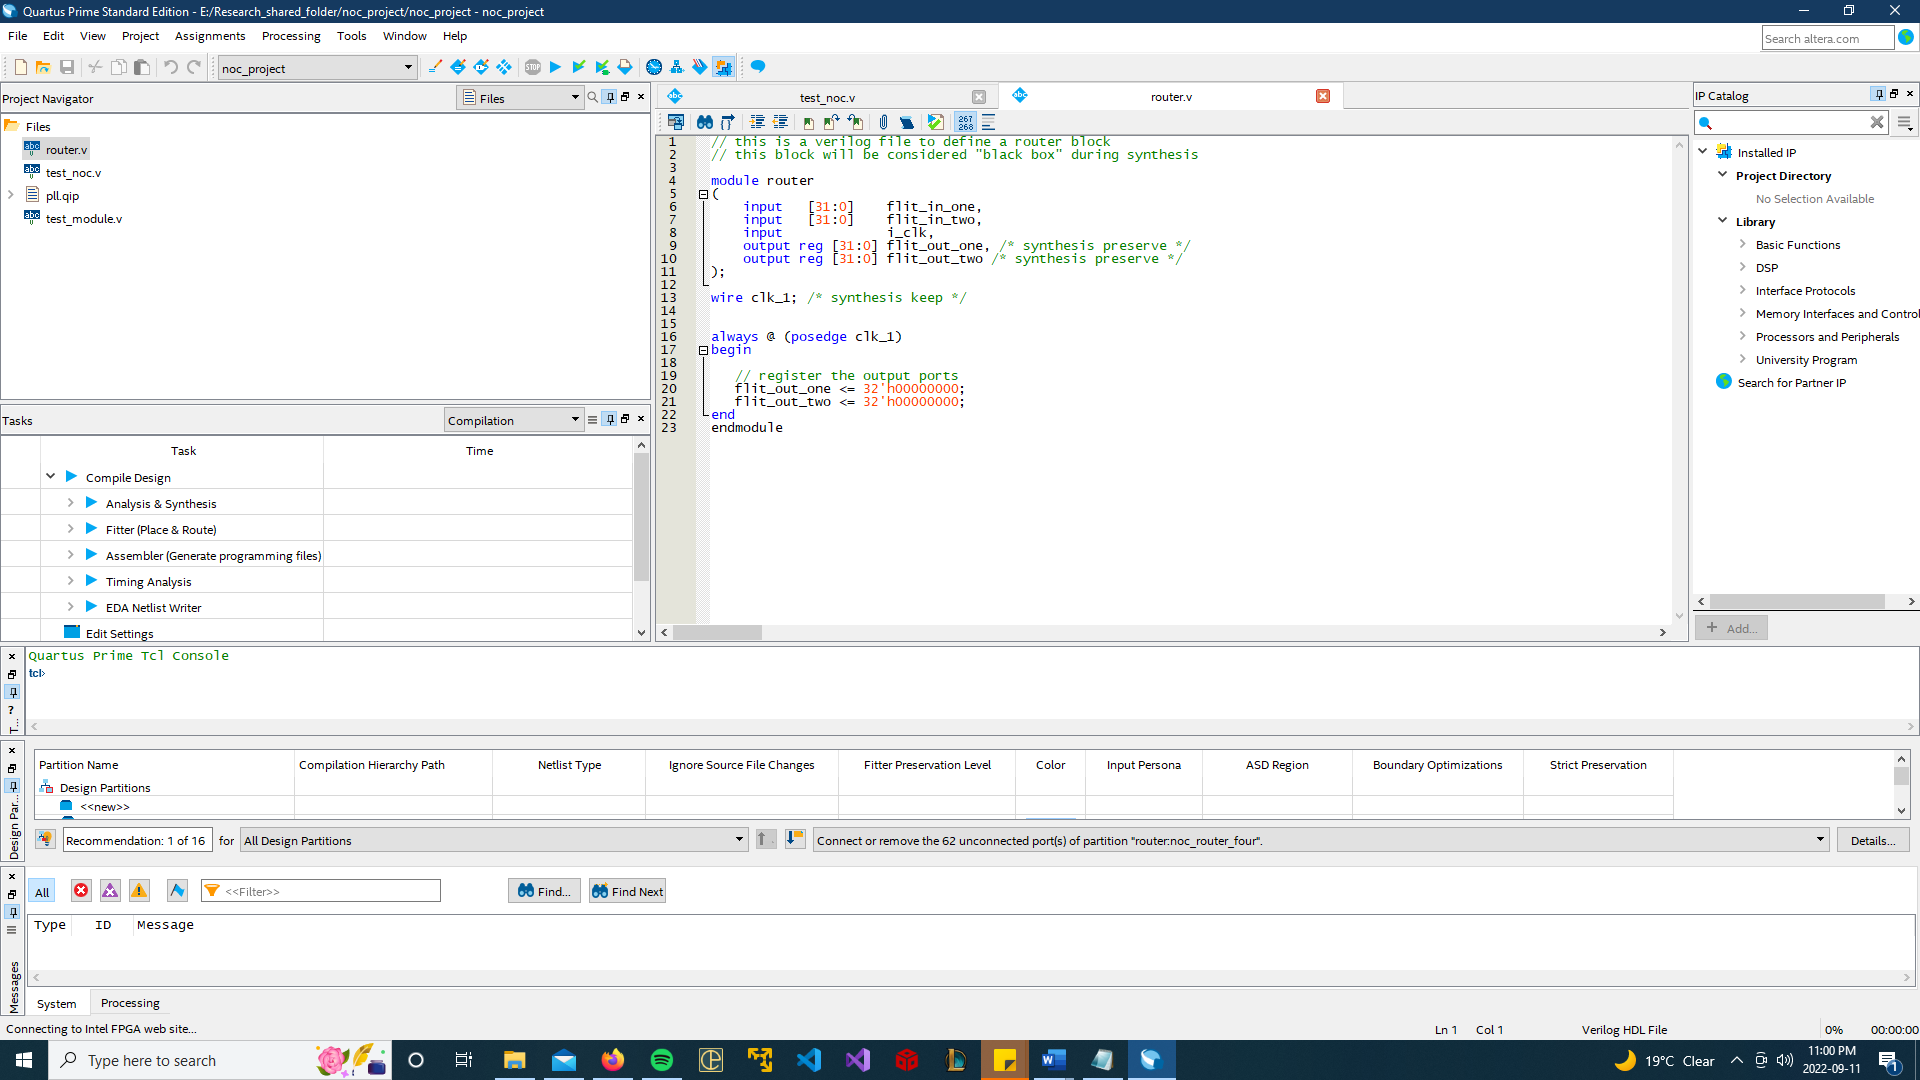 Quartus Prime Standard Edition - E:/Research_shared_folder/noc_project/noc_project - noc_project
File Edit View Project Assignments Processing Tools Window Help
Search altera.com
noc_project
Project Navigator
Files
Files
router.v
test_noc.v
pll.qip
test_module.v
Tasks
Compilation
Task Time
Compile Design
Analysis & Synthesis
Fitter (Place & Route)
Assembler (Generate programming files)
Timing Analysis
EDA Netlist Writer
Edit Settings
test_noc.v
router.v
267
268
1 // this is a verilog file to define a router block
2 // this block will be considered "black box" during synthesis
3
4 module router
5 (
6 input [31:0] flit_in_one,
7 input [31:0] flit_in_two,
8 input i_clk,
9 output reg [31:0] flit_out_one, /* synthesis preserve */
10 output reg [31:0] flit_out_two /* synthesis preserve */
11 );
12
13 wire clk_1; /* synthesis keep */
14
15
16 always @ (posedge clk_1)
17 begin
18
19 // register the output ports
20 flit_out_one <= 32'h00000000;
21 flit_out_two <= 32'h00000000;
22 end
23 endmodule
IP Catalog
Installed IP
Project Directory
No Selection Available
Library
Basic Functions
DSP
Interface Protocols
Memory Interfaces and Control
Processors and Peripherals
University Program
Search for Partner IP
+ Add...
Quartus Prime Tcl Console
tcl>
T...
Partition Name Compilation Hierarchy Path Netlist Type Ignore Source File Changes Fitter Preservation Level Color Input Persona ASD Region Boundary Optimizations Strict Preservation
Design Partitions
<<new>>
Design Par...
Recommendation: 1 of 16 for All Design Partitions Connect or remove the 62 unconnected port(s) of partition "router:noc_router_four". Details...
All <<Filter>> Find... Find Next
Type ID Message
Messages
System Processing
Connecting to Intel FPGA web site...
Ln 1 Col 1 Verilog HDL File 0% 00:00:00
Type here to search
19°C Clear
11:00 PM
2022-09-11
1